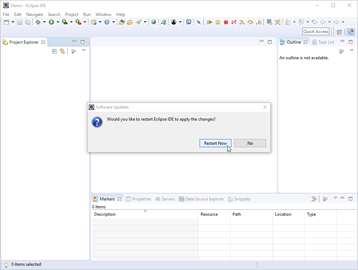 Demo - Eclipse IDE
File Edit Navigate Search Project Run Window Help
Quick Access
Project Explorer
Outline Task List
An outline is not available.
Software Updates
Would you like to restart Eclipse IDE to apply the changes?
Restart Now No
Markers Properties Servers Data Source Explorer Snippets
0 items
Description Resource Path Location Type
0 items selected